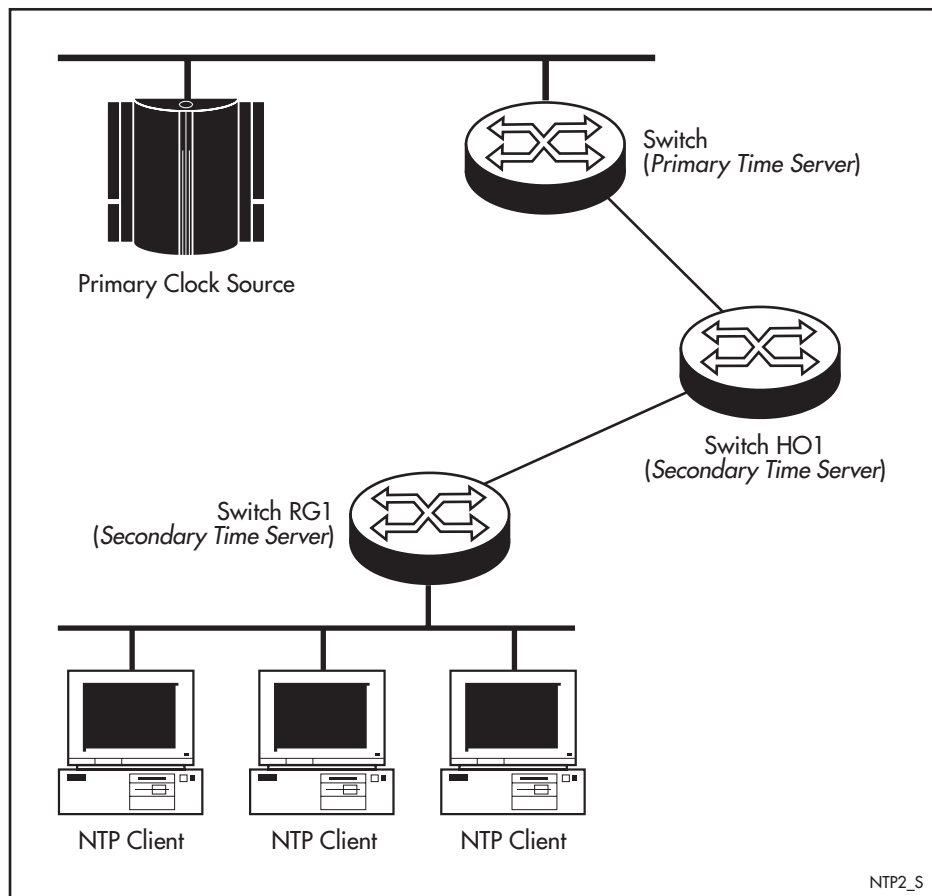 Switch
(Primary Time Server)
Primary Clock Source
Switch HO1
(Secondary Time Server)
Switch RG1
(Secondary Time Server)
NTP Client
NTP Client
NTP Client
NTP2_S